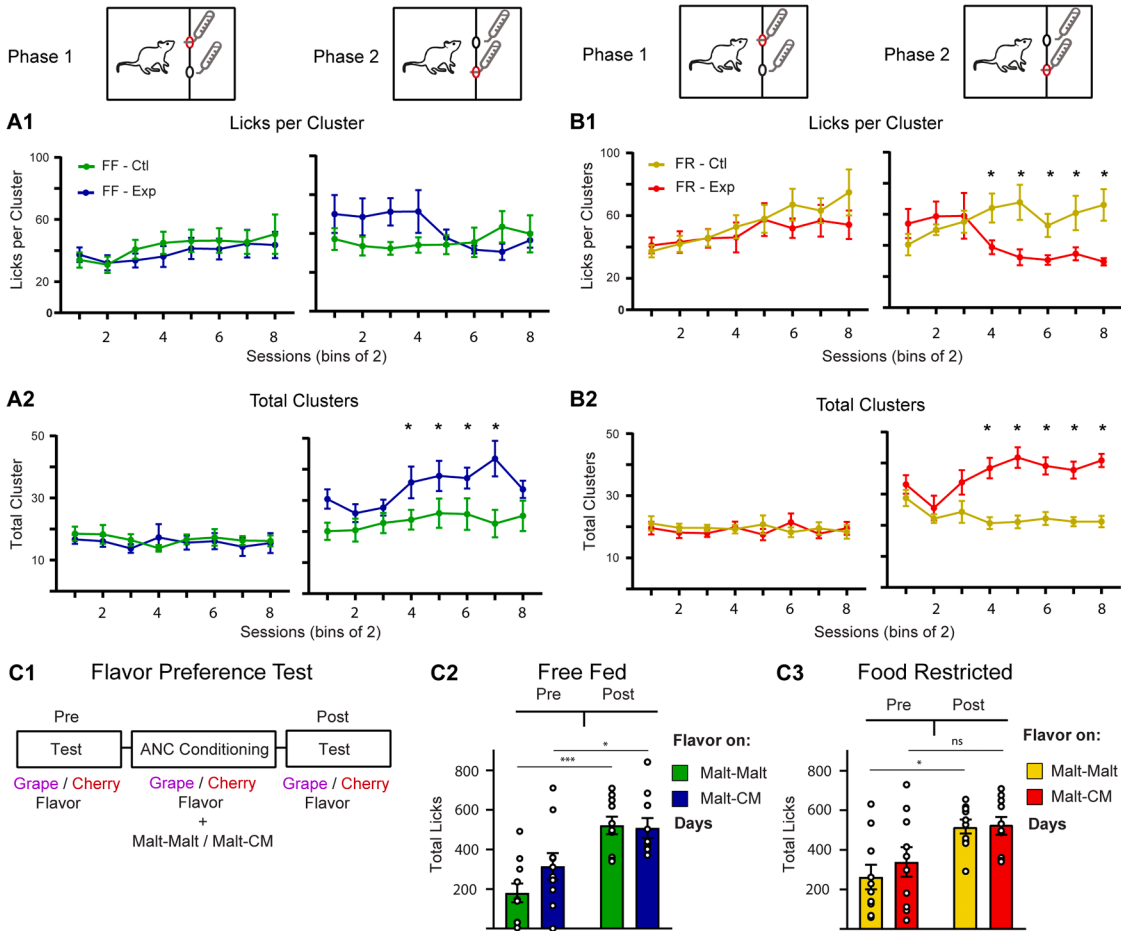 Phase 1
Phase 2
Phase 1
Phase 2
A1
Licks per Cluster
Licks per Cluster
100
60
20
0
FF - Ctl
FF - Exp
2
4
6
8
2
4
6
8
Sessions (bins of 2)
B1
Licks per Cluster
Licks per Clusters
100
60
20
0
FR - Ctl
FR - Exp
* * * * *
2
4
6
8
2
4
6
8
Sessions (bins of 2)
A2
Total Clusters
Total Cluster
50
30
10
* * * *
2
4
6
8
2
4
6
8
Sessions (bins of 2)
B2
Total Clusters
Total Clusters
50
30
10
* * * * *
2
4
6
8
2
4
6
8
Sessions (bins of 2)
C1
Flavor Preference Test
Pre
Post
Test
ANC Conditioning
Test
Grape / Cherry
Flavor
Grape / Cherry
Flavor
+
Malt-Malt / Malt-CM
Grape / Cherry
Flavor
C2
Free Fed
Pre
Post
*
***
Total Licks
800
600
400
200
Flavor on:
Malt-Malt
Malt-CM
Days
C3
Food Restricted
Pre
Post
ns
*
Total Licks
800
600
400
200
Flavor on:
Malt-Malt
Malt-CM
Days